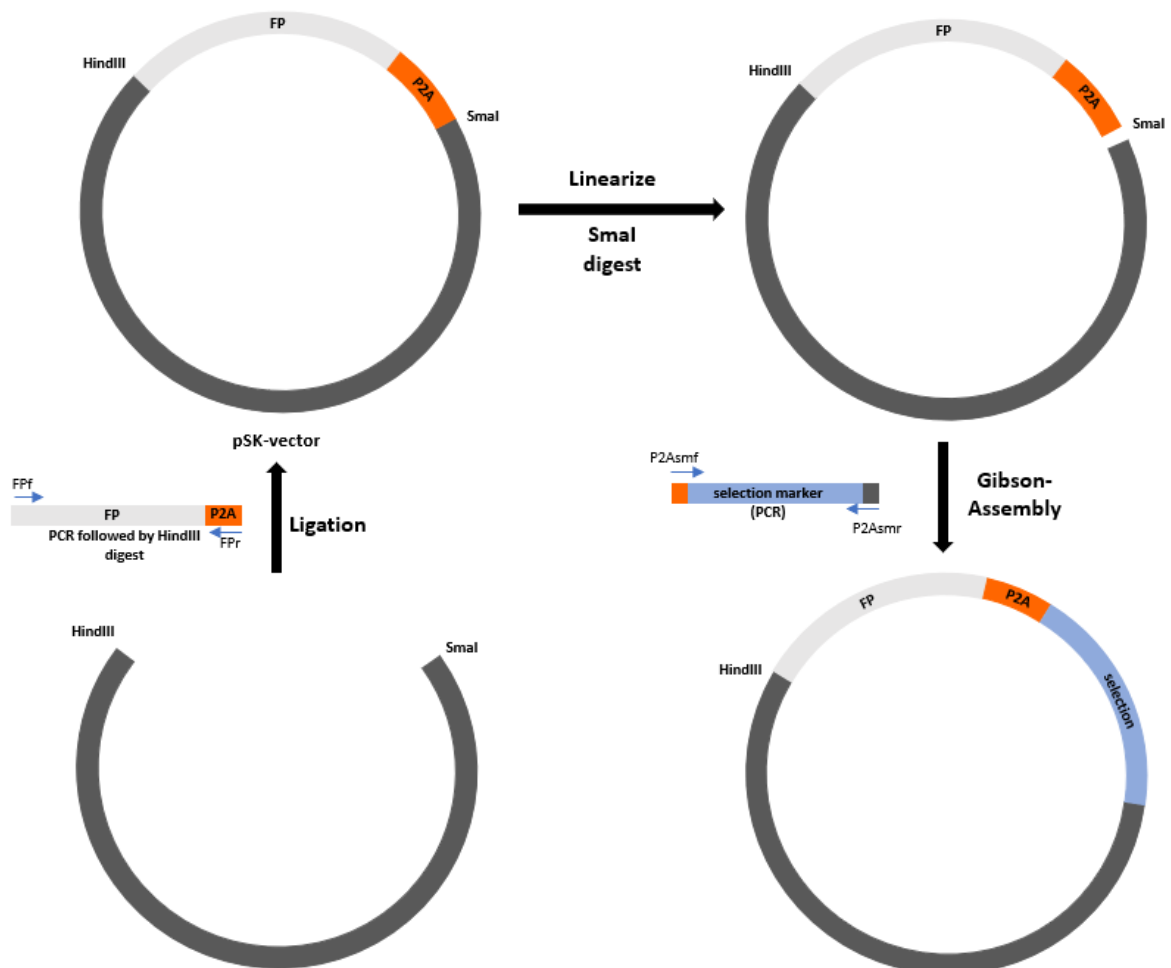 FP
HindIII
P2A
SmaI
Linearize
SmaI
digest
FP
HindIII
P2A
SmaI
pSK-vector
FPf
FP
P2A
PCR followed by HindIII
digest
FPr
Ligation
P2Asmf
selection marker
(PCR)
P2Asmr
Gibson-
Assembly
HindIII
SmaI
FP
P2A
HindIII
selection